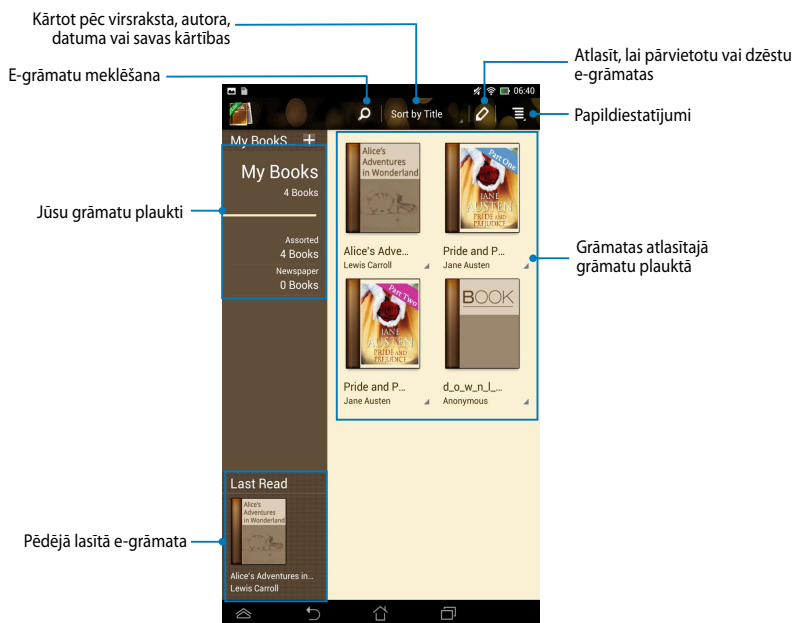 Kārtot pēc virsraksta, autora,
datuma vai savas kārtības
E-grāmatu meklēšana
Atlasīt, lai pārvietotu vai dzēstu
e-grāmatas
Papildiestatījumi
Jūsu grāmatu plaukti
Grāmatas atlasītajā
grāmatu plauktā
Pēdējā lasītā e-grāmata
06:40
Sort by Title
My BookS...
My Books
4 Books
Assorted
4 Books
Newspaper
0 Books
Alice's
Adventures
in Wonderland
Alice's Adve...
Lewis Carroll
Part One
JANE
AUSTEN
PRIDE AND
PREJUDICE
Pride and P...
Jane Austen
Part Two
JANE
AUSTEN
PRIDE AND
PREJUDICE
Pride and P...
Jane Austen
BOOK
d_o_w_n_l_...
Anonymous
Last Read
Alice's
Adventures
in Wonderland
Alice's Adventures in...
Lewis Carroll